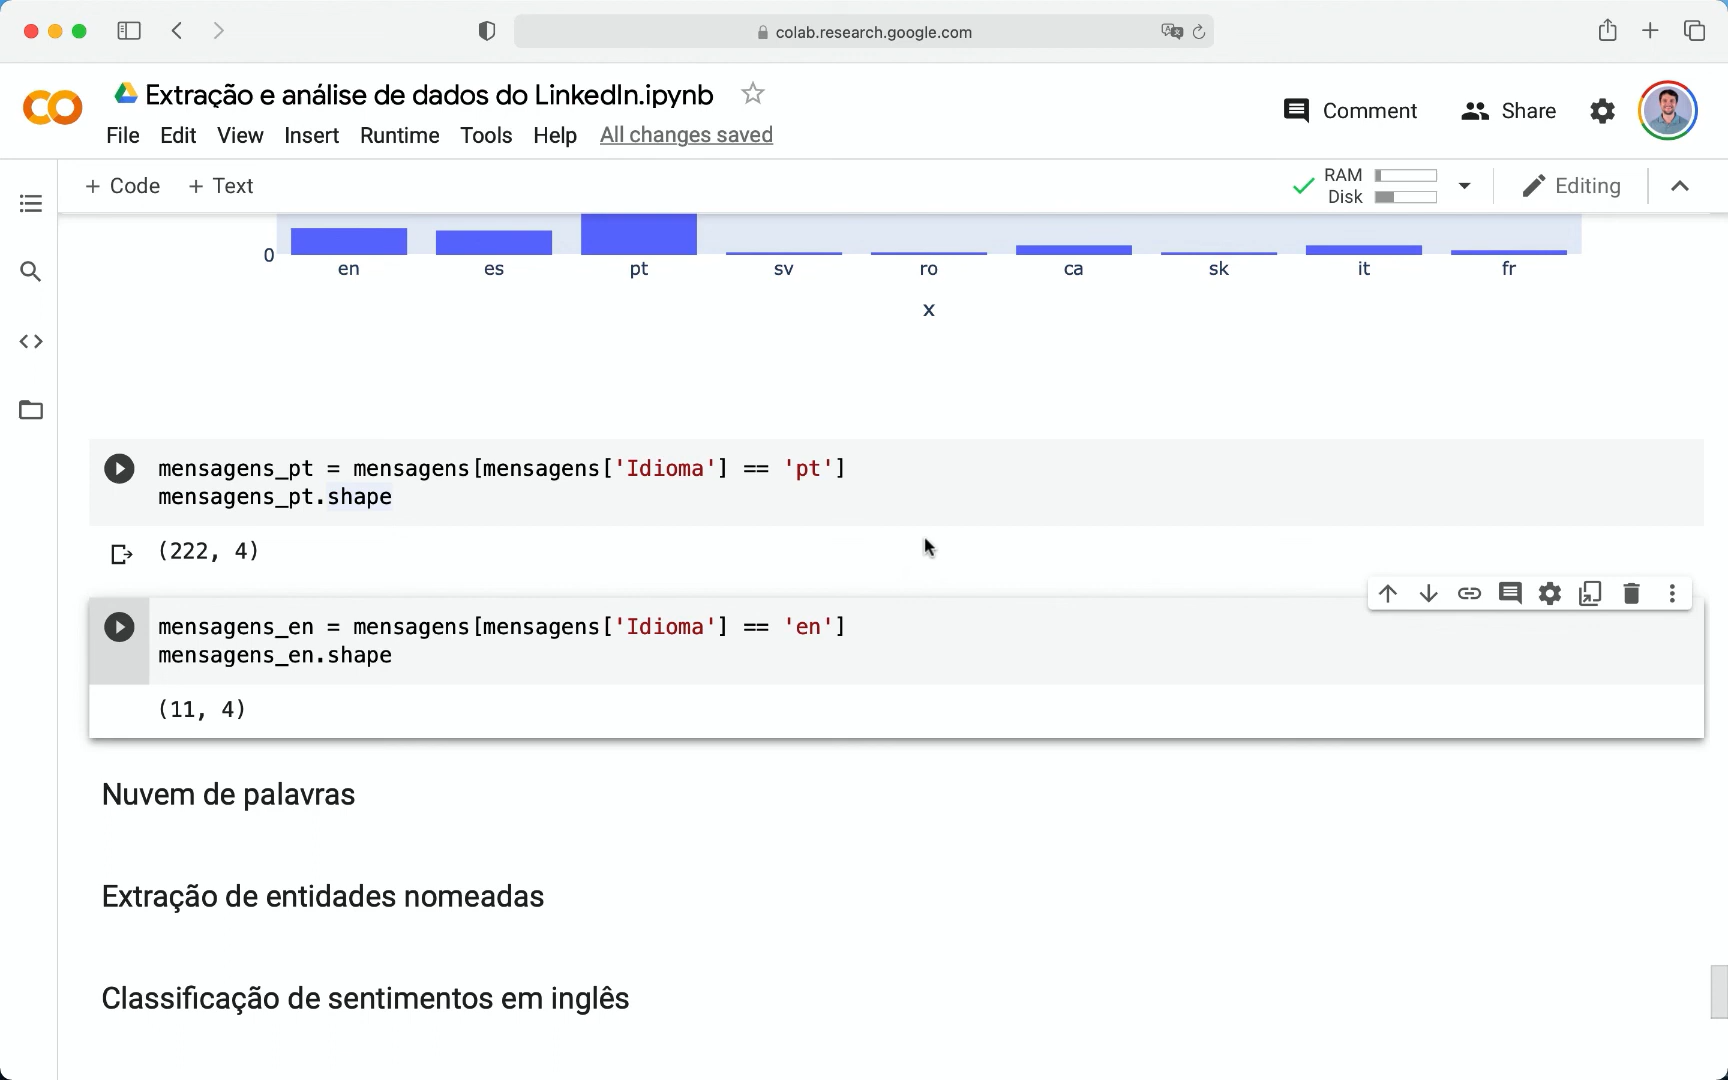 colab.research.google.com
Extração e análise de dados do LinkedIn.ipynb
Comment
Share
File Edit View Insert Runtime Tools Help All changes saved
+ Code + Text
RAM
Disk
Editing
0
en es pt sv ro ca sk it fr
x
mensagens_pt = mensagens[mensagens['Idioma'] == 'pt']
mensagens_pt.shape
(222, 4)
mensagens_en = mensagens[mensagens['Idioma'] == 'en']
mensagens_en.shape
(11, 4)
Nuvem de palavras
Extração de entidades nomeadas
Classificação de sentimentos em inglês